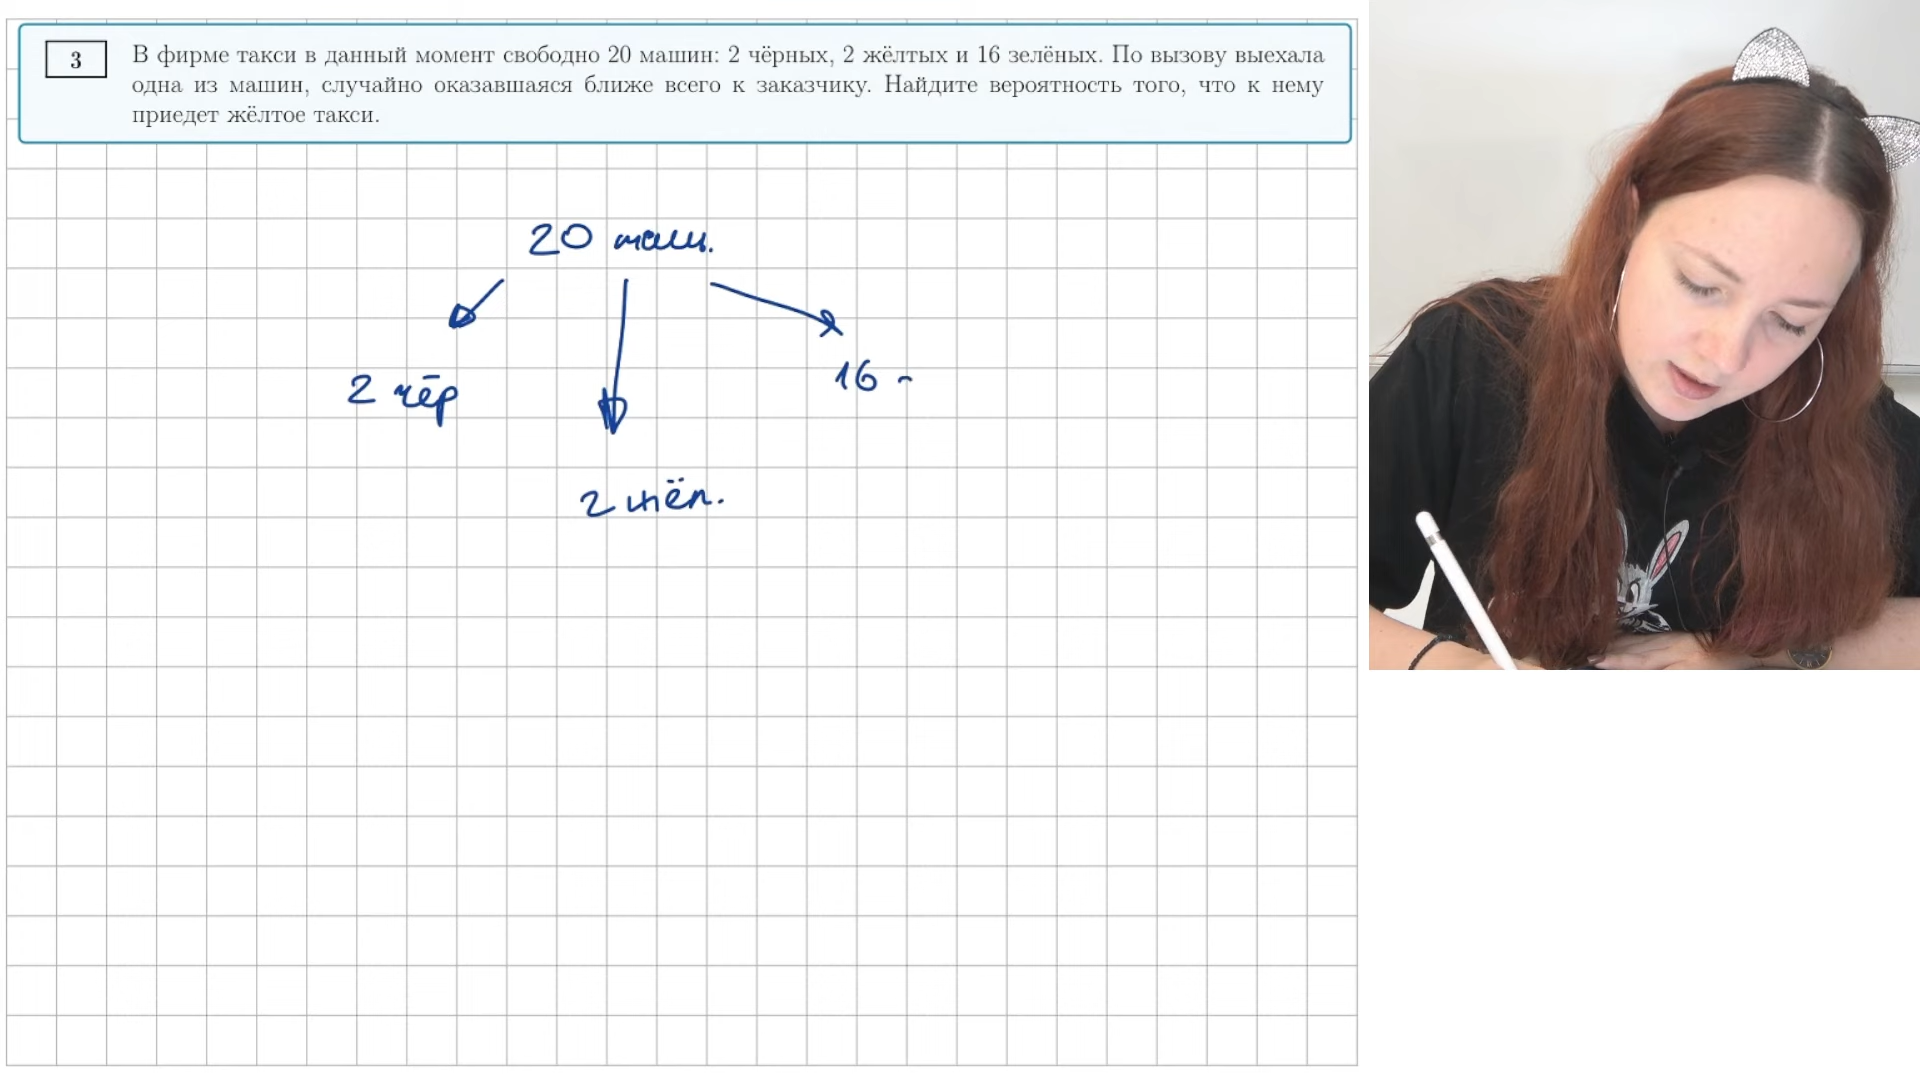 3
В фирме такси в данный момент свободно 20 машин: 2 чёрных, 2 жёлтых и 16 зелёных. По вызову выехала
одна из машин, случайно оказавшаяся ближе всего к заказчику. Найдите вероятность того, что к нему
приедет жёлтое такси.
20 маш.
2 чёр
16
2 жёл.